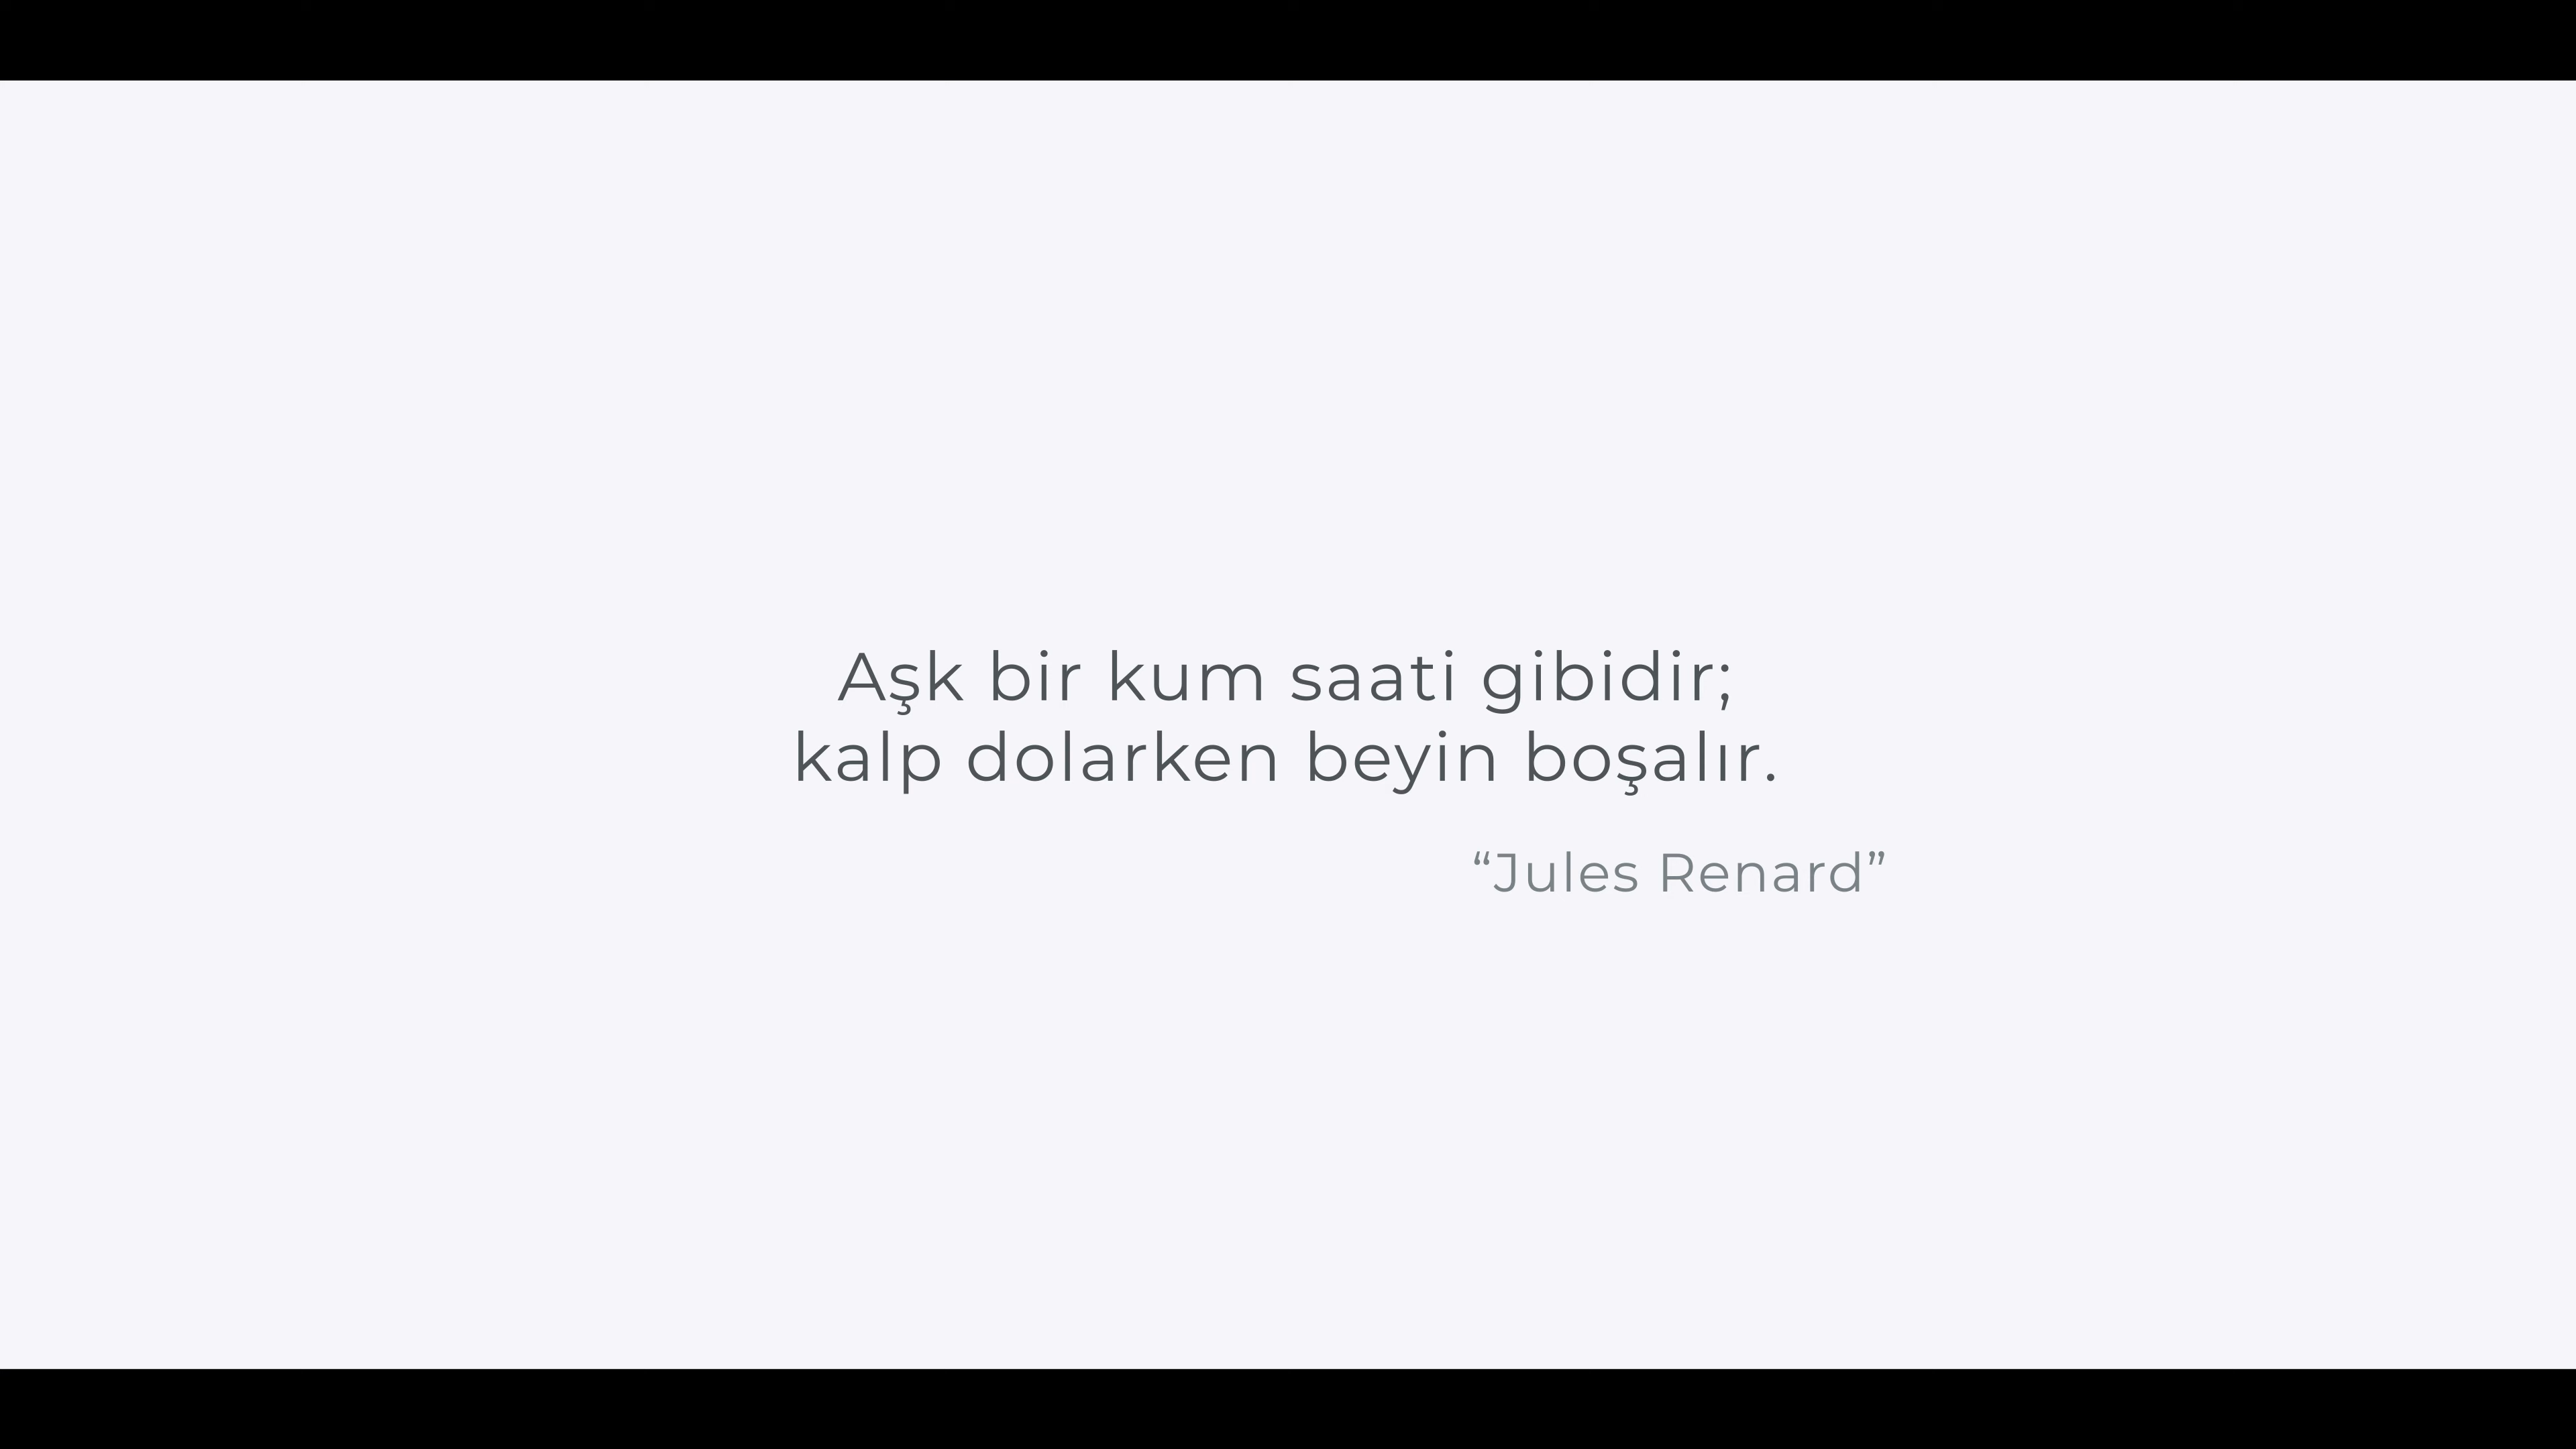 Aşk bir kum saati gibidir;
kalp dolarken beyin boşalır.
“Jules Renard”